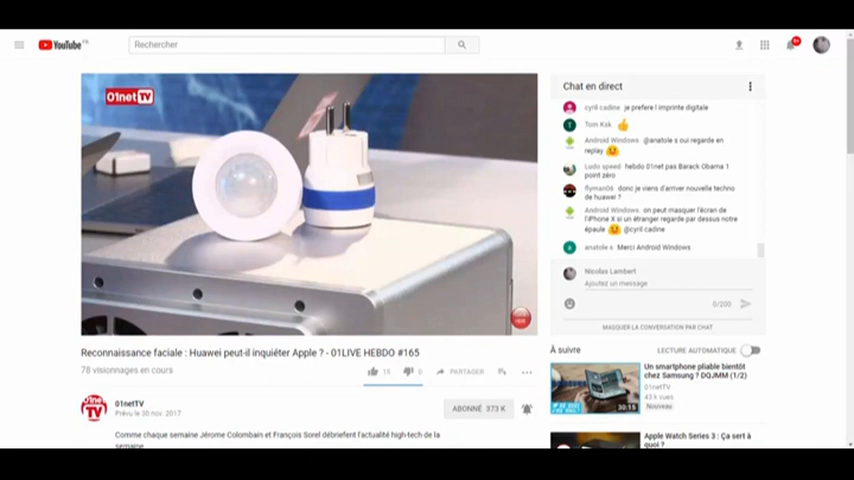 YouTube FR
Rechercher
9+
01net TV
Chat en direct
cyril cadine je prefere l imprinte digitale
Tom Ksk
Android Windows @anatole s oui regarde en
replay
Ludo speed hebdo 01net pas Barack Obarna 1
point zéro
flyman06 donc je viens d'arriver nouvelle techno
de huawei ?
Android Windows on peut masquer l'écran de
l'iPhone X si un étranger regarde par dessus notre
épaule @cyril cadine
anatole s Merci Android Windows
Nicolas Lambert
Ajoutez un message
0/200
MASQUER LA CONVERSATION PAR CHAT
Reconnaissance faciale : Huawei peut-il inquiéter Apple ? - 01LIVE HEBDO #165
78 visionnages en cours
15
0
PARTAGER
01netTV
Prévu le 30 nov. 2017
ABONNÉ 373 K
Comme chaque semaine Jérome Colombain et François Sorel débriefent l'actualité high-tech de la
semaine
À suivre
LECTURE AUTOMATIQUE
Un smartphone pliable bientôt
chez Samsung ? DQJMM (1/2)
01netTV
43 k vues
Nouveau
30:15
Apple Watch Series 3 : Ça sert à
quoi ?